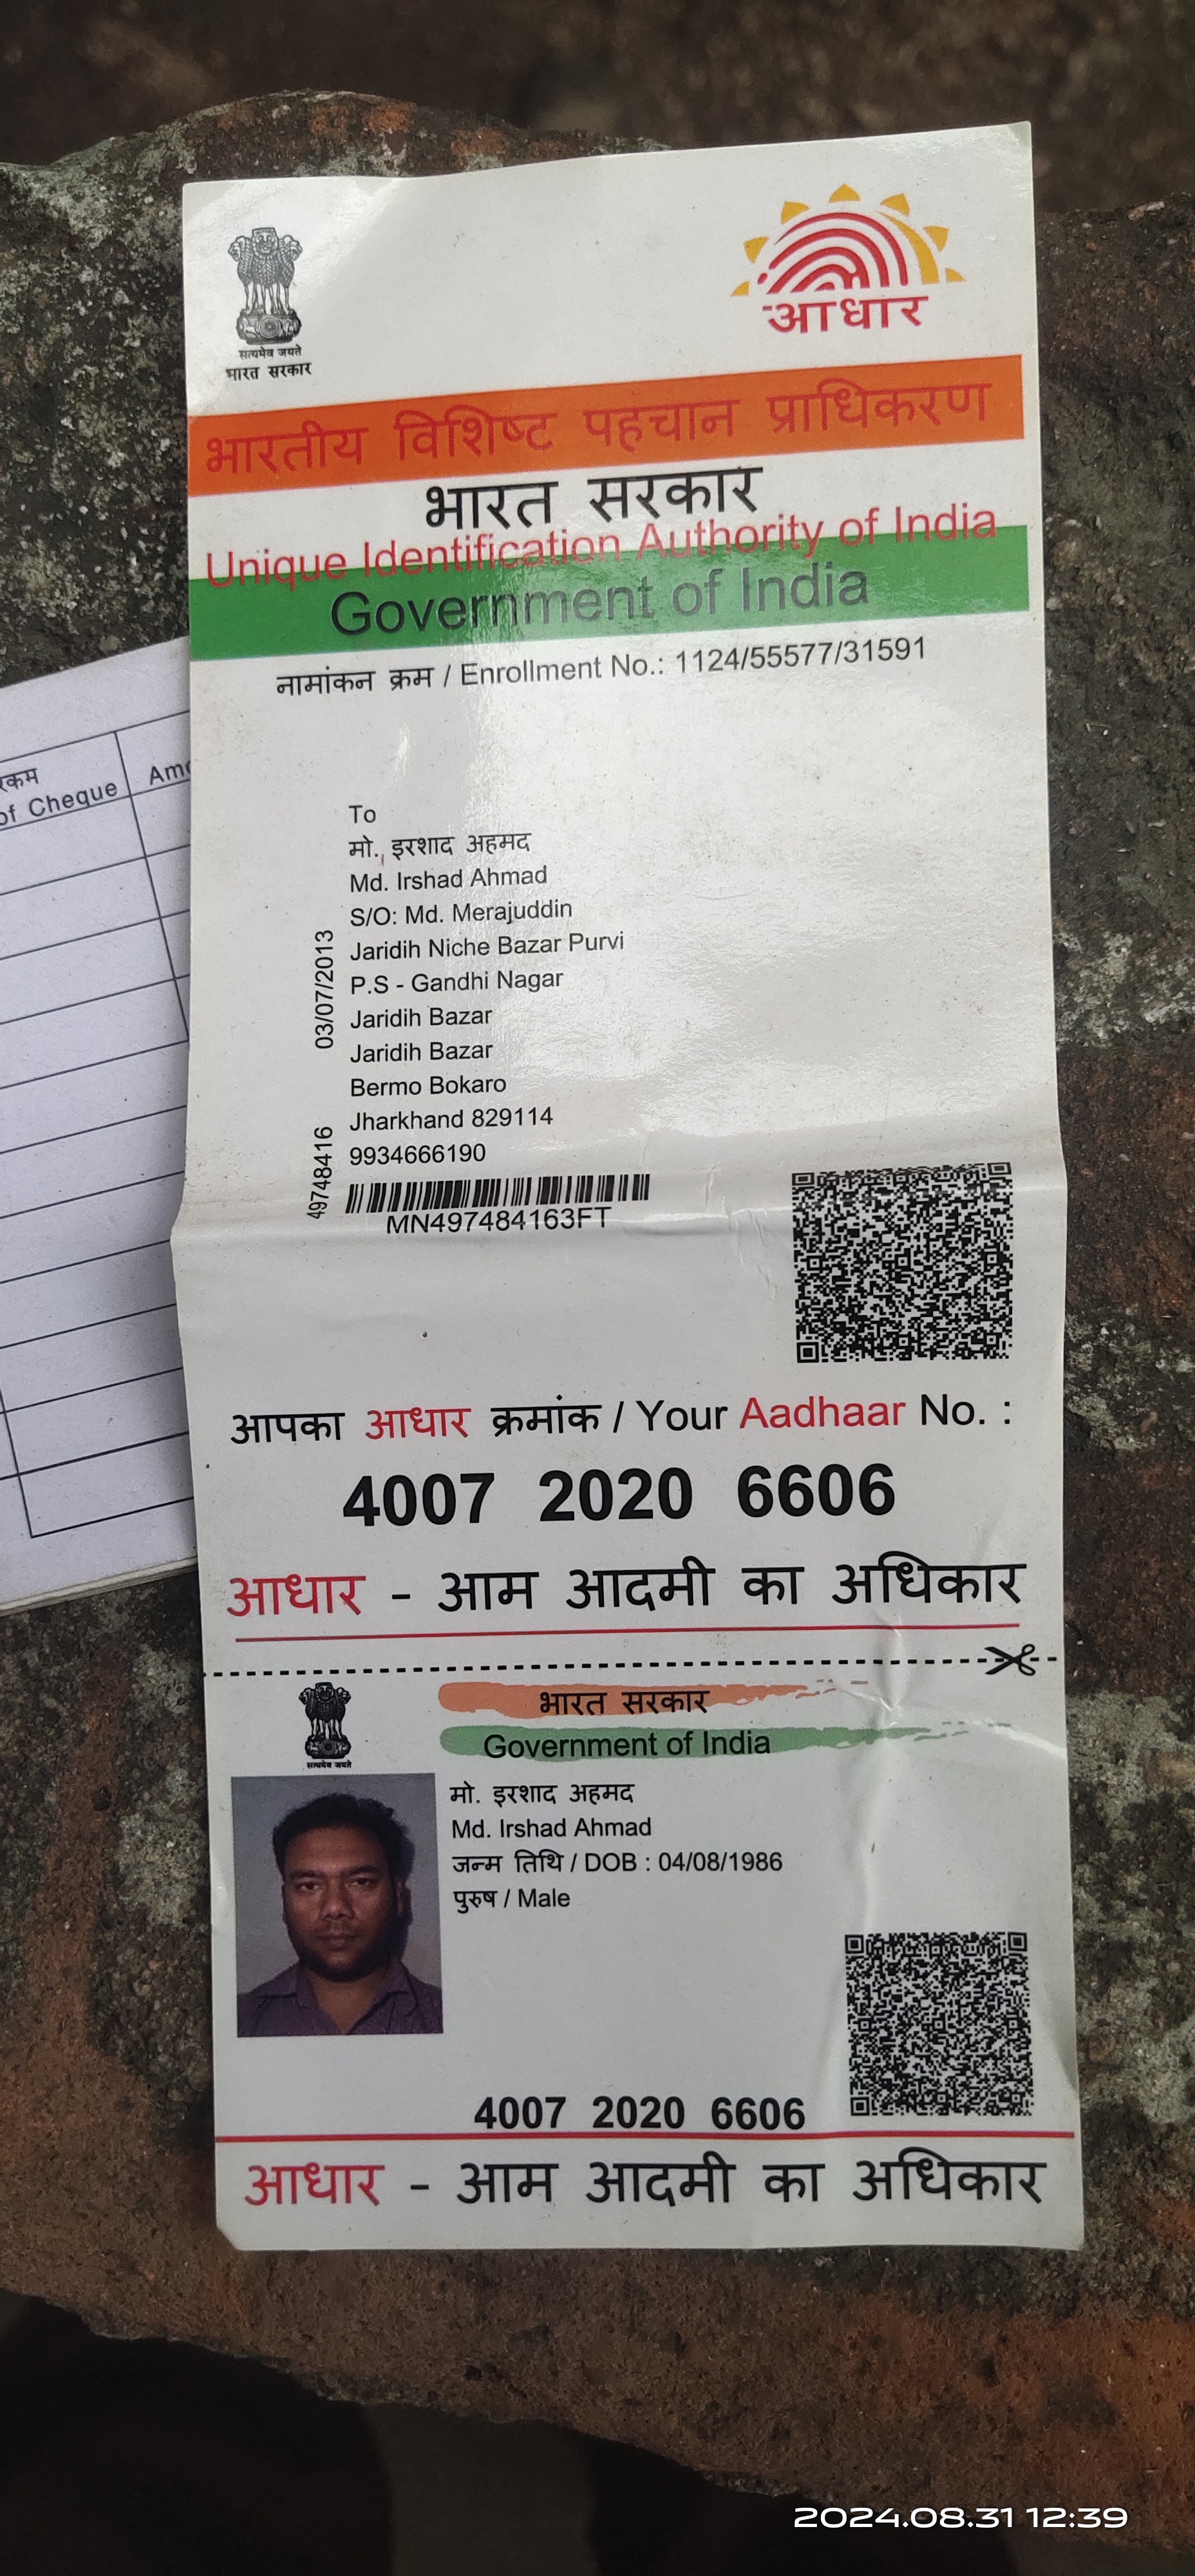 सत्यमेव जयते
भारत सरकार
आधार
भारतीय विशिष्ट पहचान प्राधिकरण
भारत सरकार
Unique Identification Authority of India
Government of India
नामांकन क्रम / Enrollment No.: 1124/55577/31591
रकम
of Cheque
To
मो. इरशाद अहमद
Md. Irshad Ahmad
S/O: Md. Merajuddin
Jaridih Niche Bazar Purvi
P.S - Gandhi Nagar
Jaridih Bazar
Jaridih Bazar
Bermo Bokaro
Jharkhand 829114
9934666190
03/07/2013
49748416
MN497484163FT
आपका आधार क्रमांक / Your Aadhaar No. :
4007 2020 6606
आधार - आम आदमी का अधिकार
सत्यमेव जयते
भारत सरकार
Government of India
मो. इरशाद अहमद
Md. Irshad Ahmad
जन्म तिथि / DOB : 04/08/1986
पुरुष / Male
4007 2020 6606
आधार - आम आदमी का अधिकार
2024.08.31 12:39